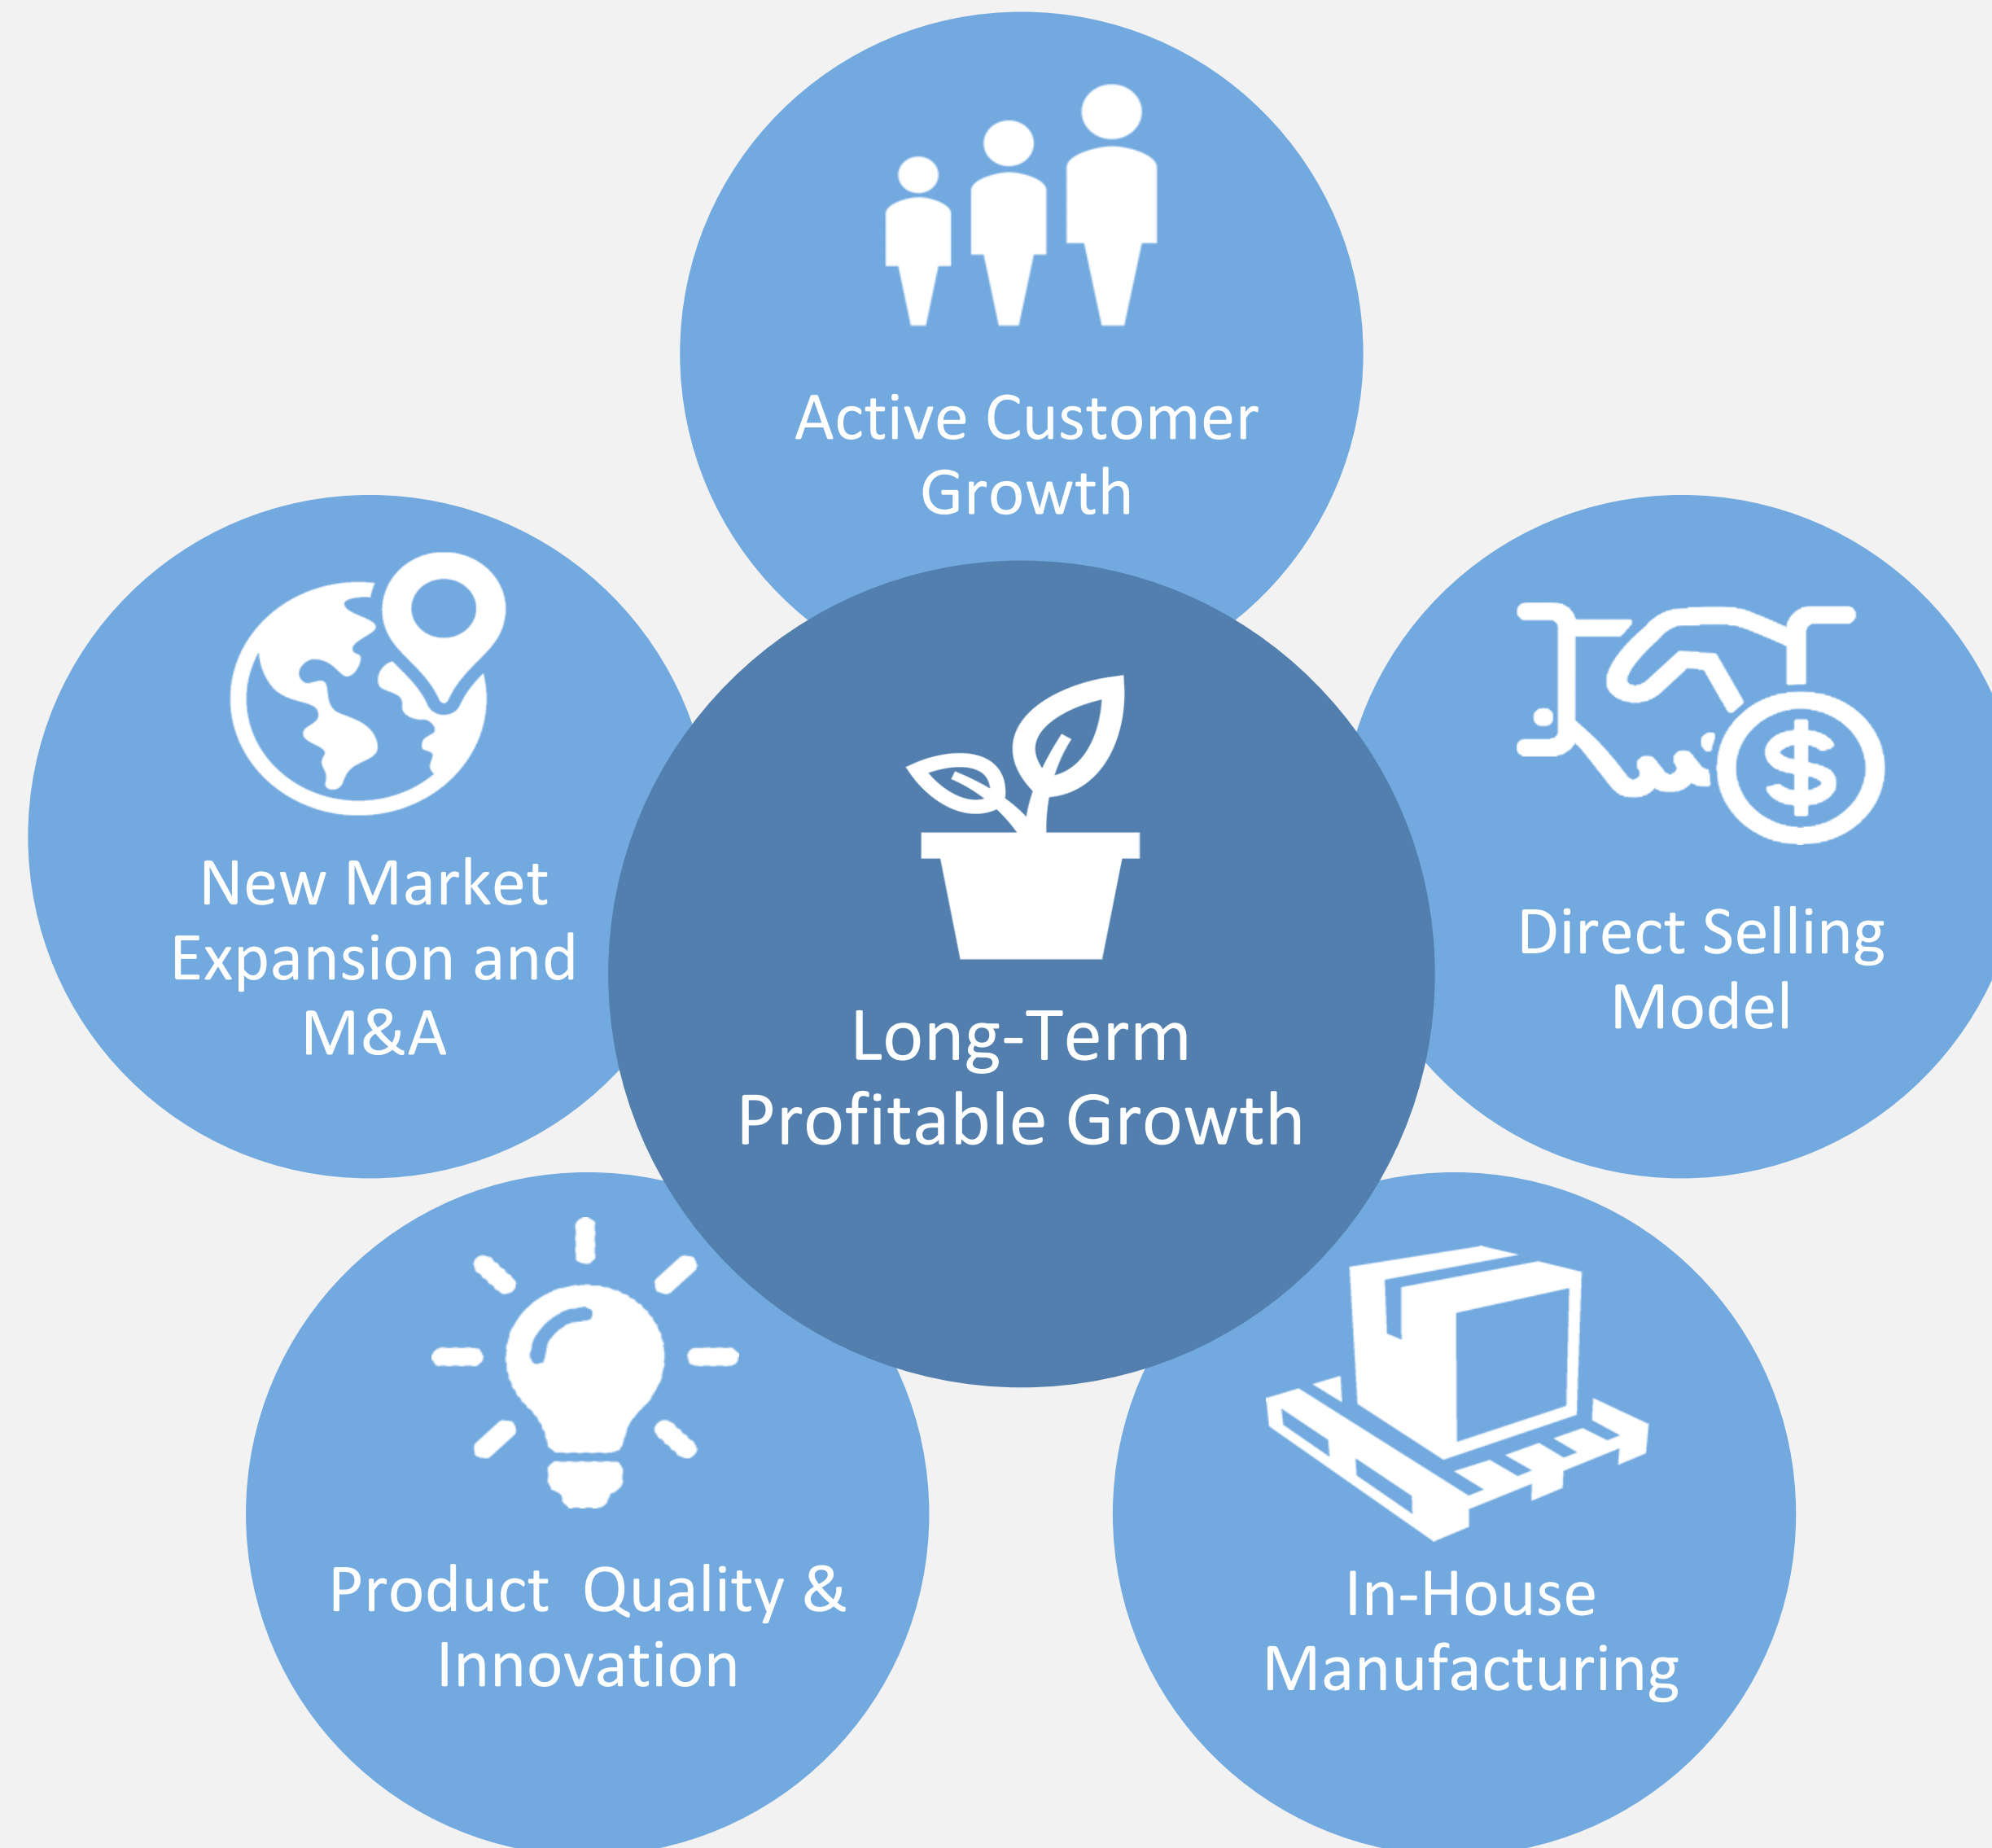 Active Customer
Growth
New Market
Expansion and
M&A
Direct Selling
Model
Long-Term
Profitable Growth
Product Quality &
Innovation
In-House
Manufacturing